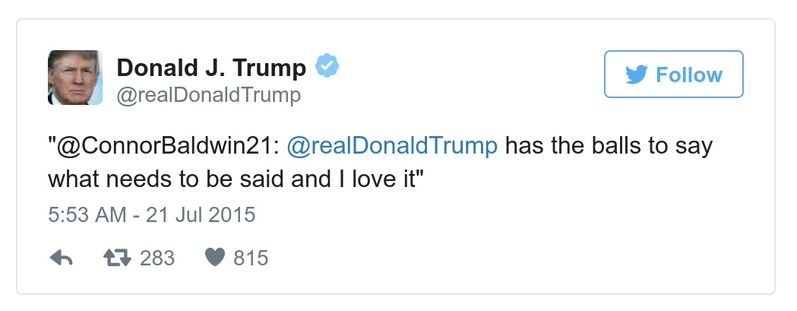 Donald J. Trump
@realDonaldTrump
Follow
"@ConnorBaldwin21: @realDonaldTrump has the balls to say
what needs to be said and I love it"
5:53 AM - 21 Jul 2015
283 815